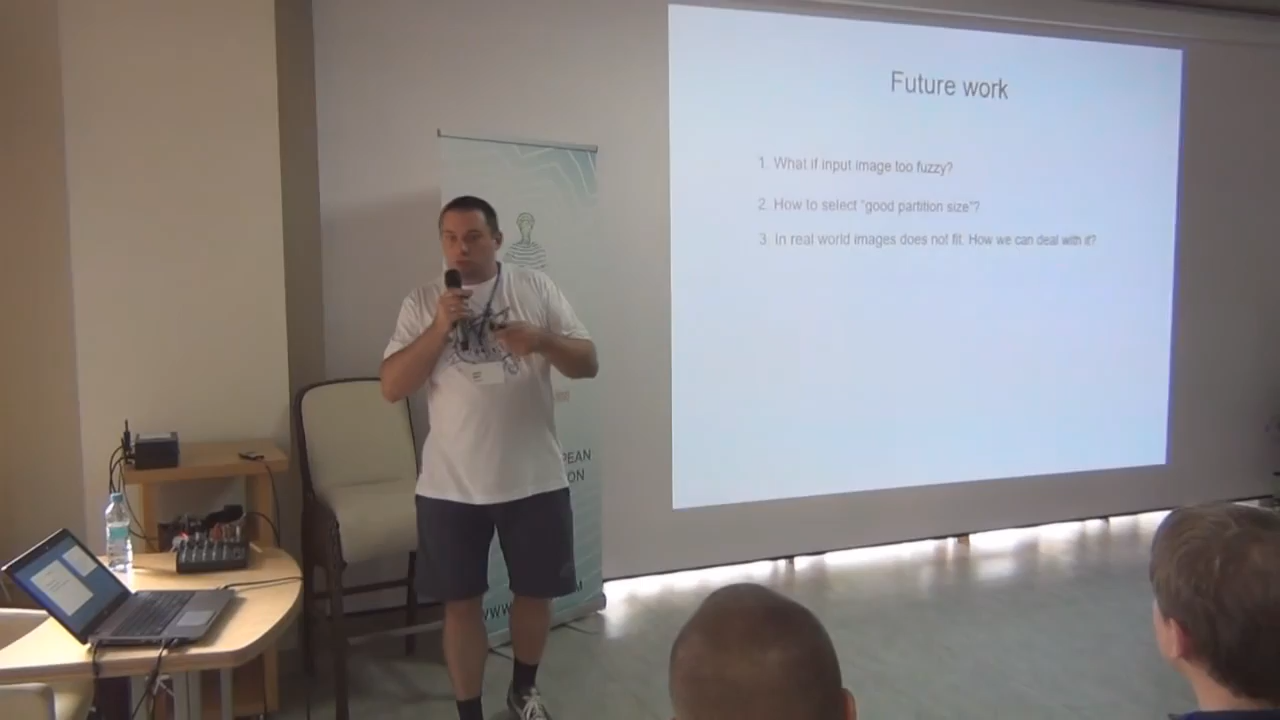 Future work
1. What if input image too fuzzy?
2. How to select "good partition size"?
3. In real world images does not fit. How we can deal with it?
PEAN
ON
WWW
M